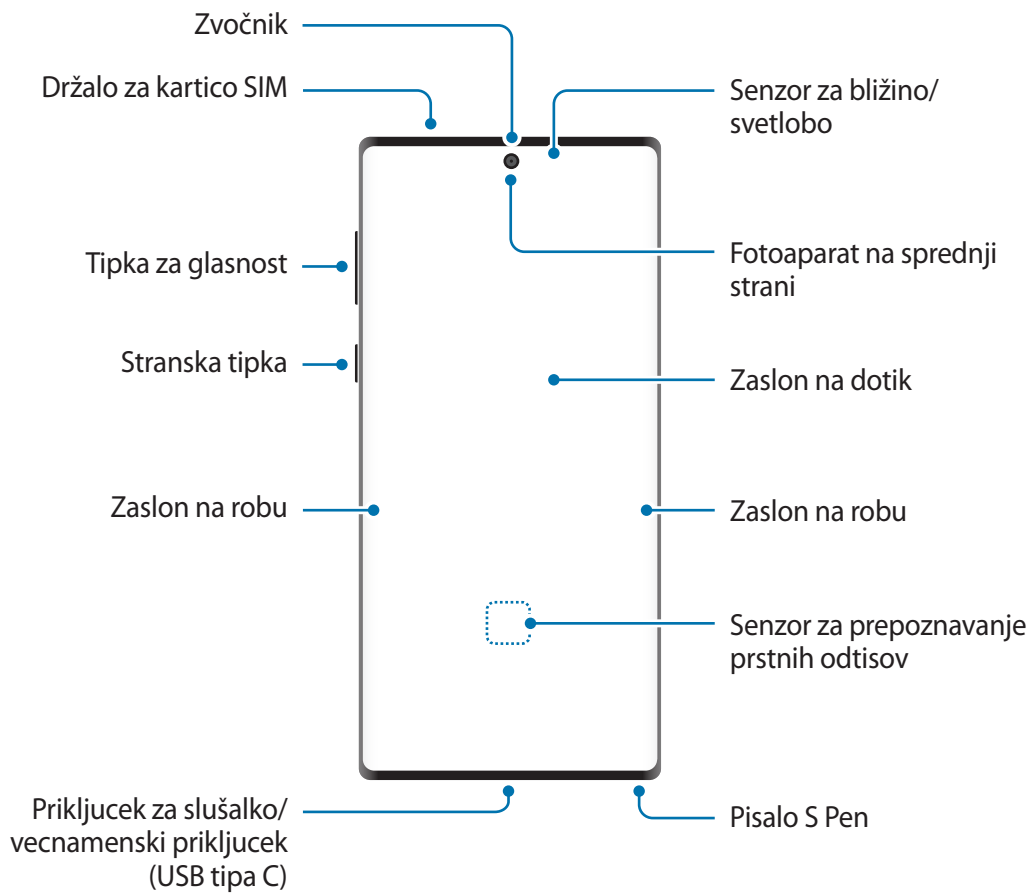 Zvočnik
Držalo za kartico SIM
Senzor za bližino/
svetlobo
Tipka za glasnost
Fotoaparat na sprednji
strani
Stranska tipka
Zaslon na dotik
Zaslon na robu
Zaslon na robu
Senzor za prepoznavanje
prstnih odtisov
Prikljucek za slušalko/
vecnamenski prikljucek
(USB tipa C)
Pisalo S Pen